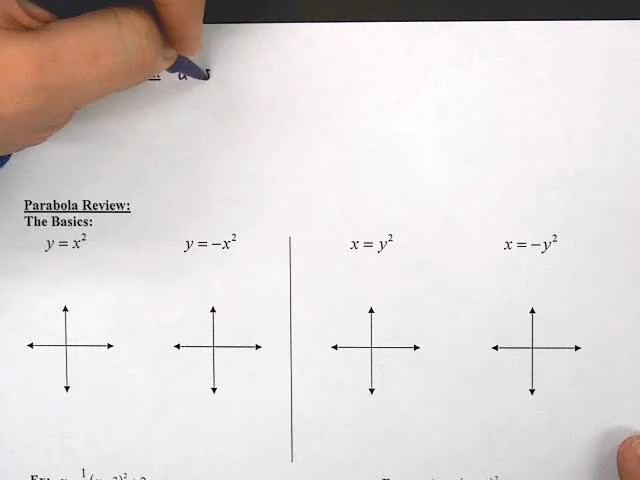 a
Parabola Review:
The Basics:
y = x² y = −x² x = y² x = −y²